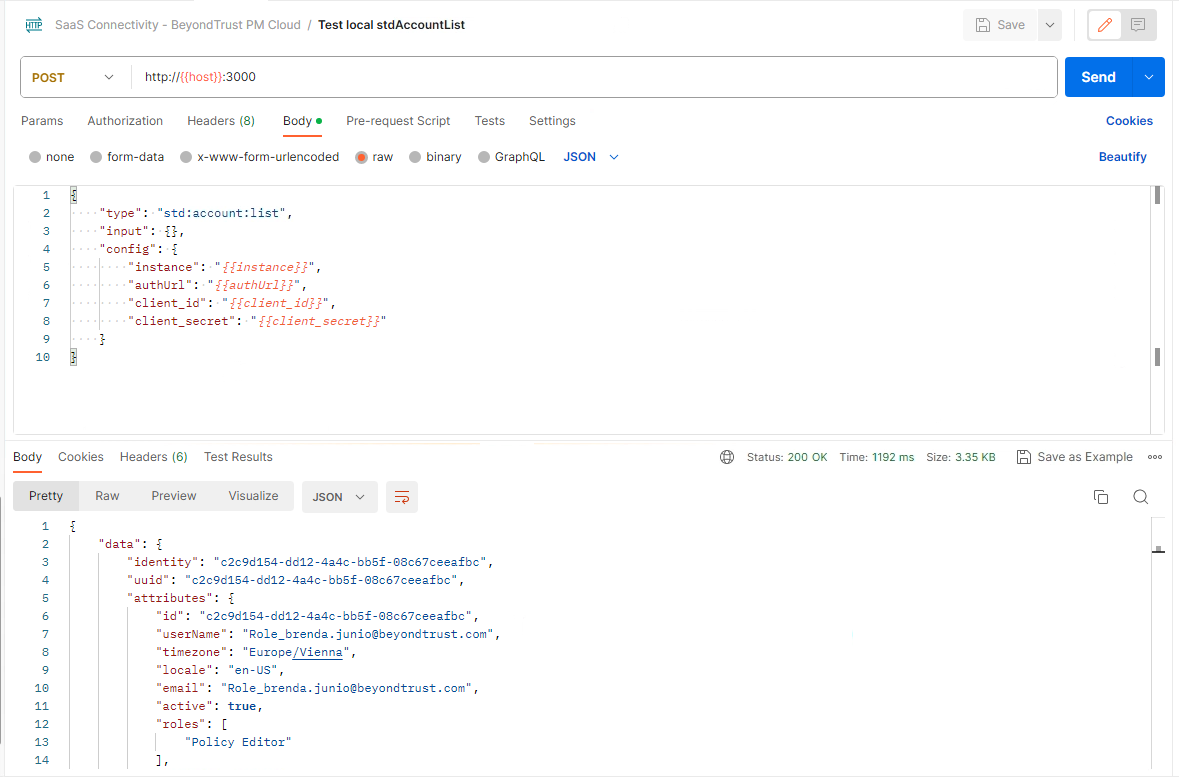 HTTP SaaS Connectivity - BeyondTrust PM Cloud / Test local stdAccountList Save
POST http://{{host}}:3000 Send
Params Authorization Headers (8) Body Pre-request Script Tests Settings Cookies
none form-data x-www-form-urlencoded raw binary GraphQL JSON Beautify
1 {
2 "type": "std:account:list",
3 "input": {},
4 "config": {
5 "instance": "{{instance}}",
6 "authUrl": "{{authUrl}}",
7 "client_id": "{{client_id}}",
8 "client_secret": "{{client_secret}}"
9 }
10 }
Body Cookies Headers (6) Test Results Status: 200 OK Time: 1192 ms Size: 3.35 KB Save as Example
Pretty Raw Preview Visualize JSON
1 {
2 "data": {
3 "identity": "c2c9d154-dd12-4a4c-bb5f-08c67ceeafbc",
4 "uuid": "c2c9d154-dd12-4a4c-bb5f-08c67ceeafbc",
5 "attributes": {
6 "id": "c2c9d154-dd12-4a4c-bb5f-08c67ceeafbc",
7 "userName": "Role_brenda.junio@beyondtrust.com",
8 "timezone": "Europe/Vienna",
9 "locale": "en-US",
10 "email": "Role_brenda.junio@beyondtrust.com",
11 "active": true,
12 "roles": [
13 "Policy Editor"
14 ],